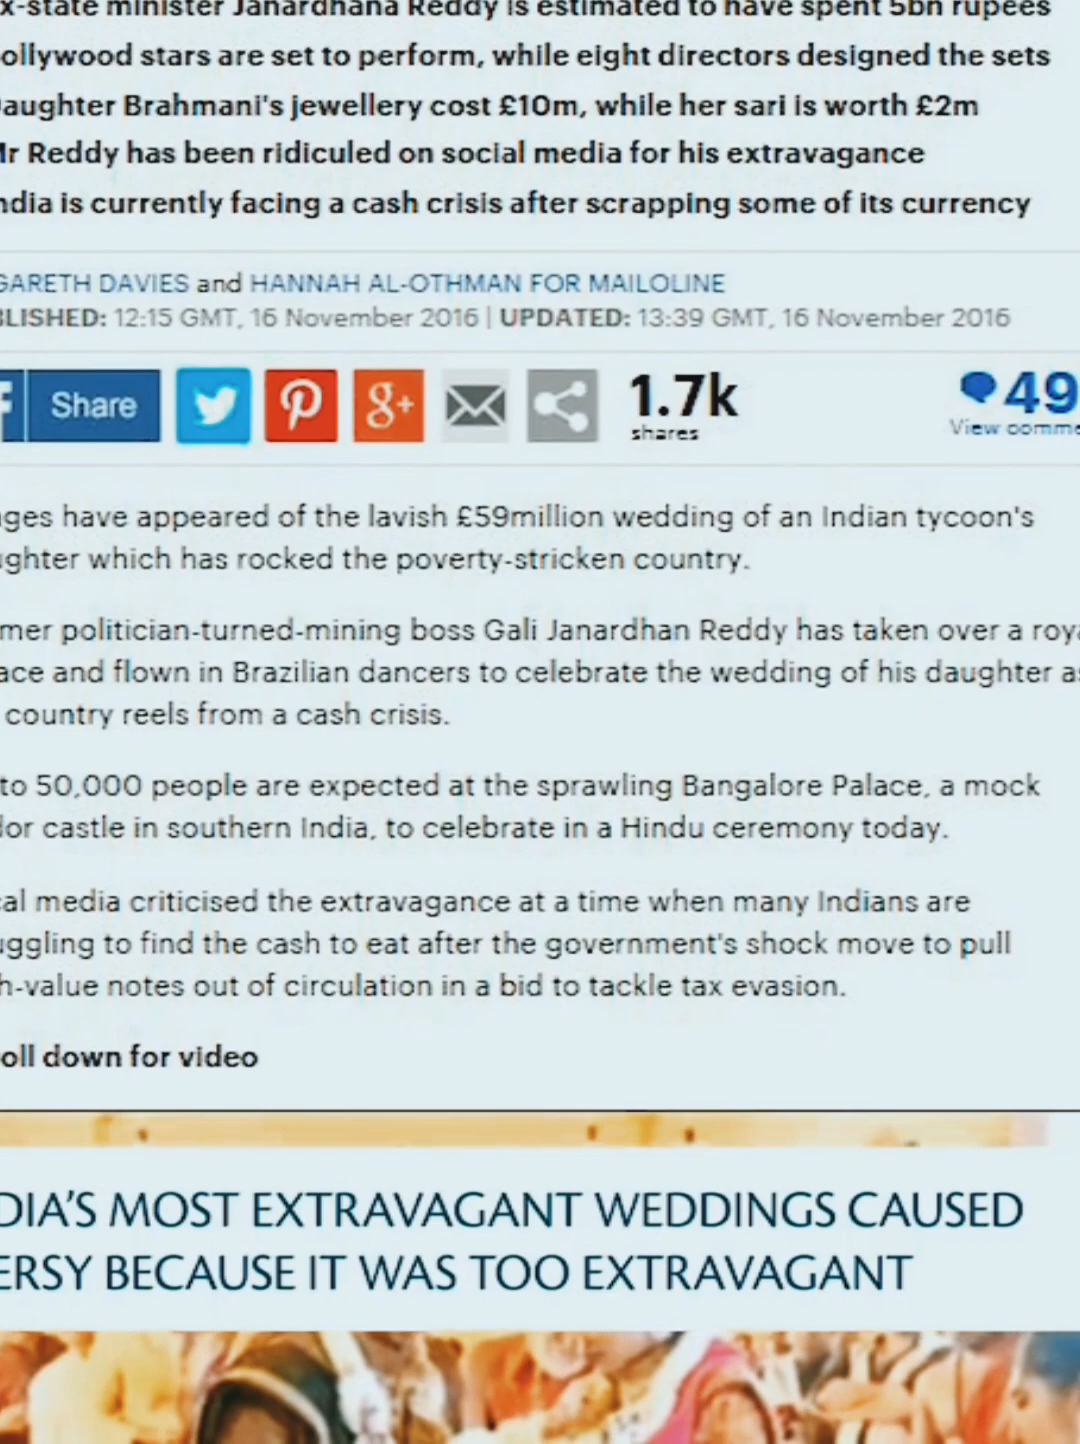 x-state minister Janardhana Reddy is estimated to have spent 5bn rupees
ollywood stars are set to perform, while eight directors designed the sets
aughter Brahmani's jewellery cost £10m, while her sari is worth £2m
Mr Reddy has been ridiculed on social media for his extravagance
ndia is currently facing a cash crisis after scrapping some of its currency
GARETH DAVIES and HANNAH AL-OTHMAN FOR MAILOLINE
BLISHED: 12:15 GMT, 16 November 2016 | UPDATED: 13:39 GMT, 16 November 2016
f Share g+ 1.7k 49
shares View comme
ges have appeared of the lavish £59million wedding of an Indian tycoon's
ghter which has rocked the poverty-stricken country.
mer politician-turned-mining boss Gali Janardhan Reddy has taken over a roya
ace and flown in Brazilian dancers to celebrate the wedding of his daughter as
country reels from a cash crisis.
to 50,000 people are expected at the sprawling Bangalore Palace, a mock
dor castle in southern India, to celebrate in a Hindu ceremony today.
cal media criticised the extravagance at a time when many Indians are
uggling to find the cash to eat after the government's shock move to pull
h-value notes out of circulation in a bid to tackle tax evasion.
oll down for video
DIA'S MOST EXTRAVAGANT WEDDINGS CAUSED
ERSY BECAUSE IT WAS TOO EXTRAVAGANT